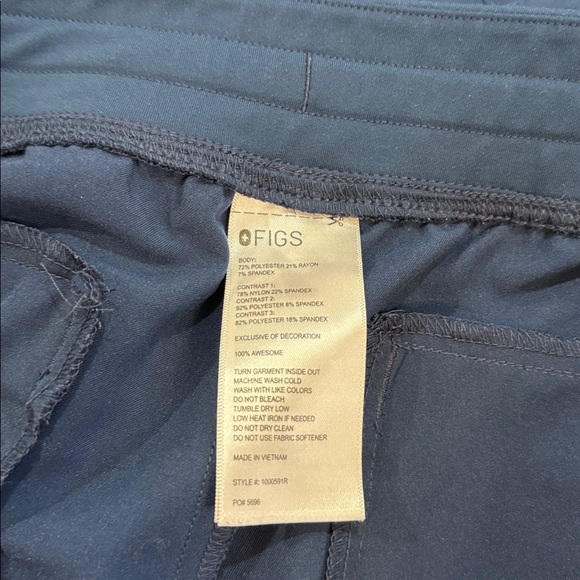 FIGS
BODY:
72% POLYESTER 21% RAYON
7% SPANDEX
CONTRAST 1:
78% NYLON 22% SPANDEX
CONTRAST 2:
92% POLYESTER 8% SPANDEX
CONTRAST 3:
82% POLYESTER 18% SPANDEX
EXCLUSIVE OF DECORATION
100% AWESOME
TURN GARMENT INSIDE OUT
MACHINE WASH COLD
WASH WITH LIKE COLORS
DO NOT BLEACH
TUMBLE DRY LOW
LOW HEAT IRON IF NEEDED
DO NOT DRY CLEAN
DO NOT USE FABRIC SOFTENER
MADE IN VIETNAM
STYLE #: 1000591R
PO# 5696